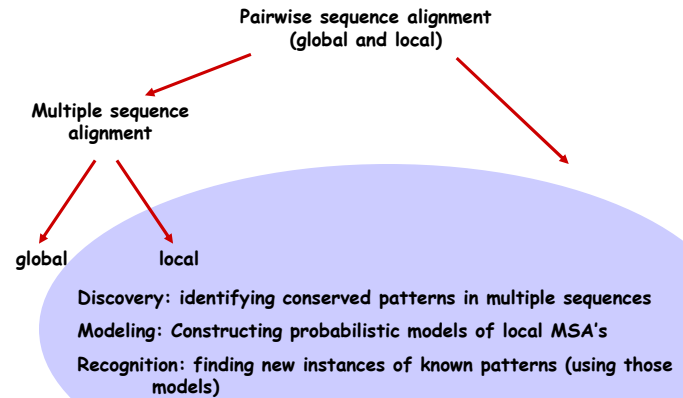 Pairwise sequence alignment
(global and local)
Multiple sequence
alignment
global
local
Discovery: identifying conserved patterns in multiple sequences
Modeling: Constructing probabilistic models of local MSA's
Recognition: finding new instances of known patterns (using those
models)